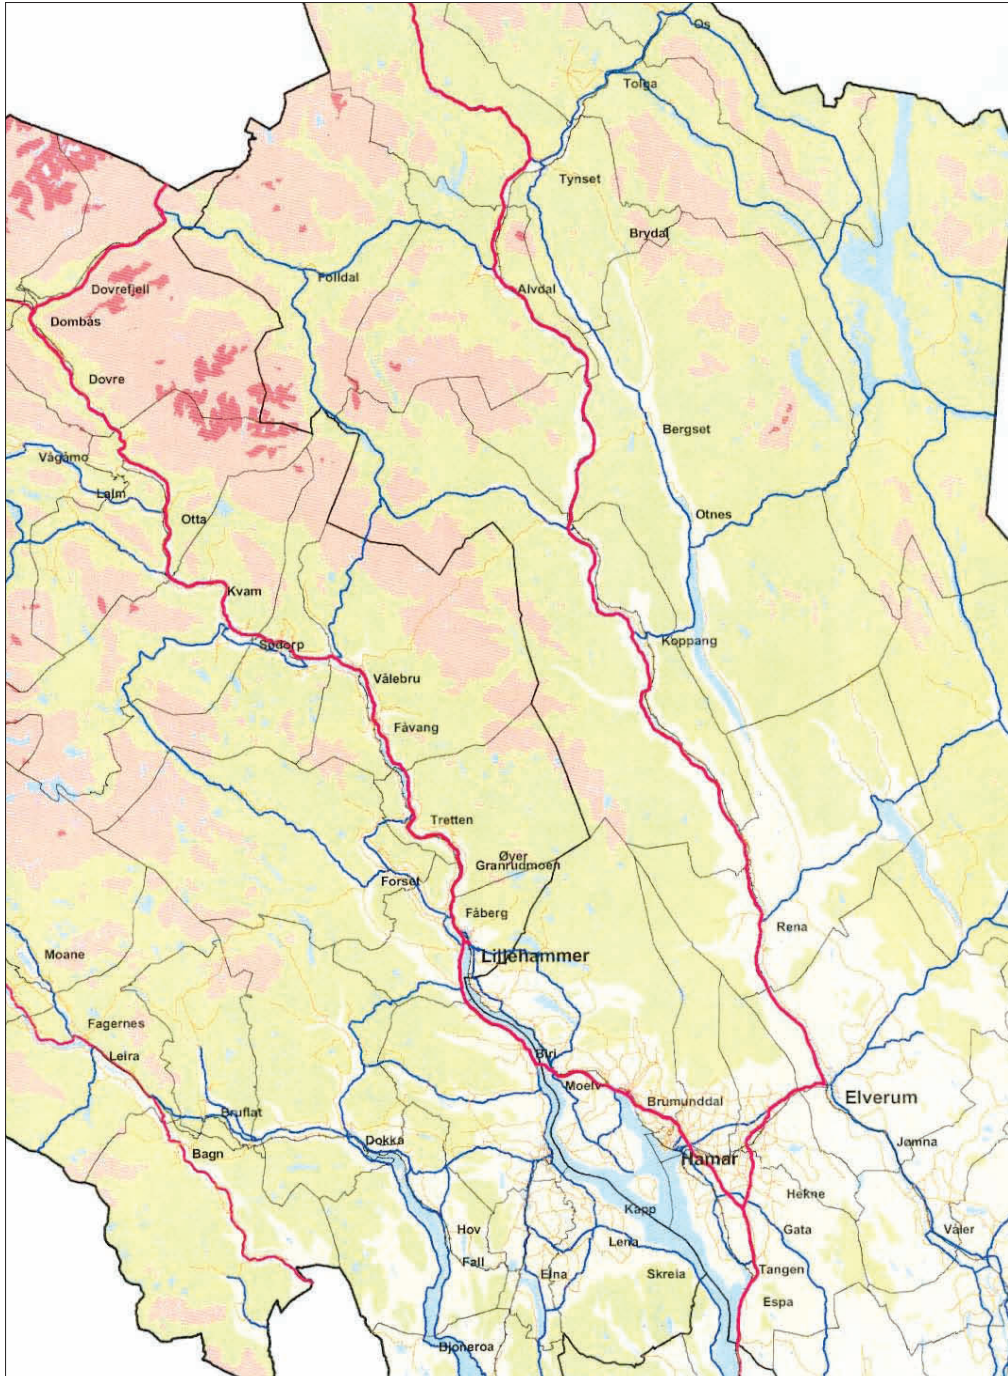 Os
Tolga
Tynset
Brydal
Folldal
Dovrefjell
Alvdal
Dombås
Dovre
Bergset
Vågåmo
Lalm
Otta
Otnes
Kvam
Sødorp
Koppang
Vålebru
Fåvang
Tretten
Øyer
Granrudmoen
Forset
Fåberg
Rena
Moane
Lillehammer
Fagernes
Leira
Biri
Moelv
Brumunddal
Elverum
Bruflat
Dokka
Jømna
Bagn
Hamar
Hekne
Kapp
Hov
Gata
Våler
Lena
Fall
Skreia
Eina
Tangen
Espa
Djoneroa